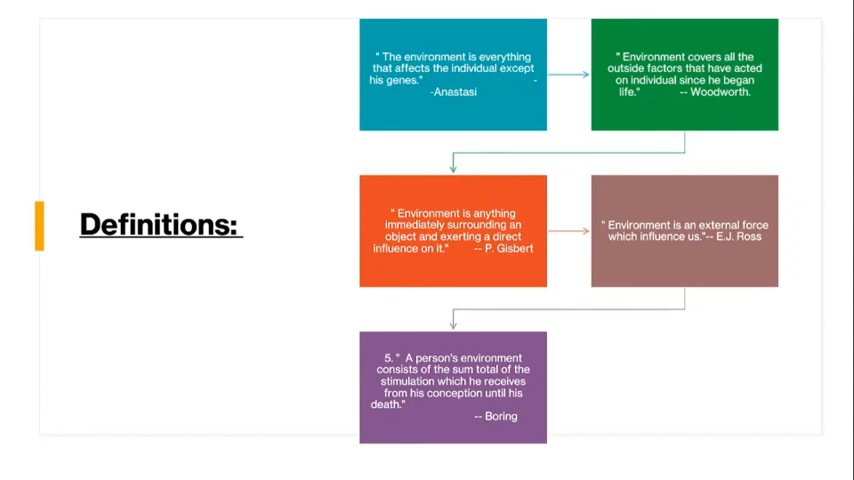 Definitions:
" The environment is everything
that affects the individual except
his genes." -
-Anastasi
" Environment covers all the
outside factors that have acted
on individual since he began
life." -- Woodworth.
" Environment is anything
immediately surrounding an
object and exerting a direct
influence on it." -- P. Gisbert
" Environment is an external force
which influence us."-- E.J. Ross
5. " A person's environment
consists of the sum total of the
stimulation which he receives
from his conception until his
death."
-- Boring